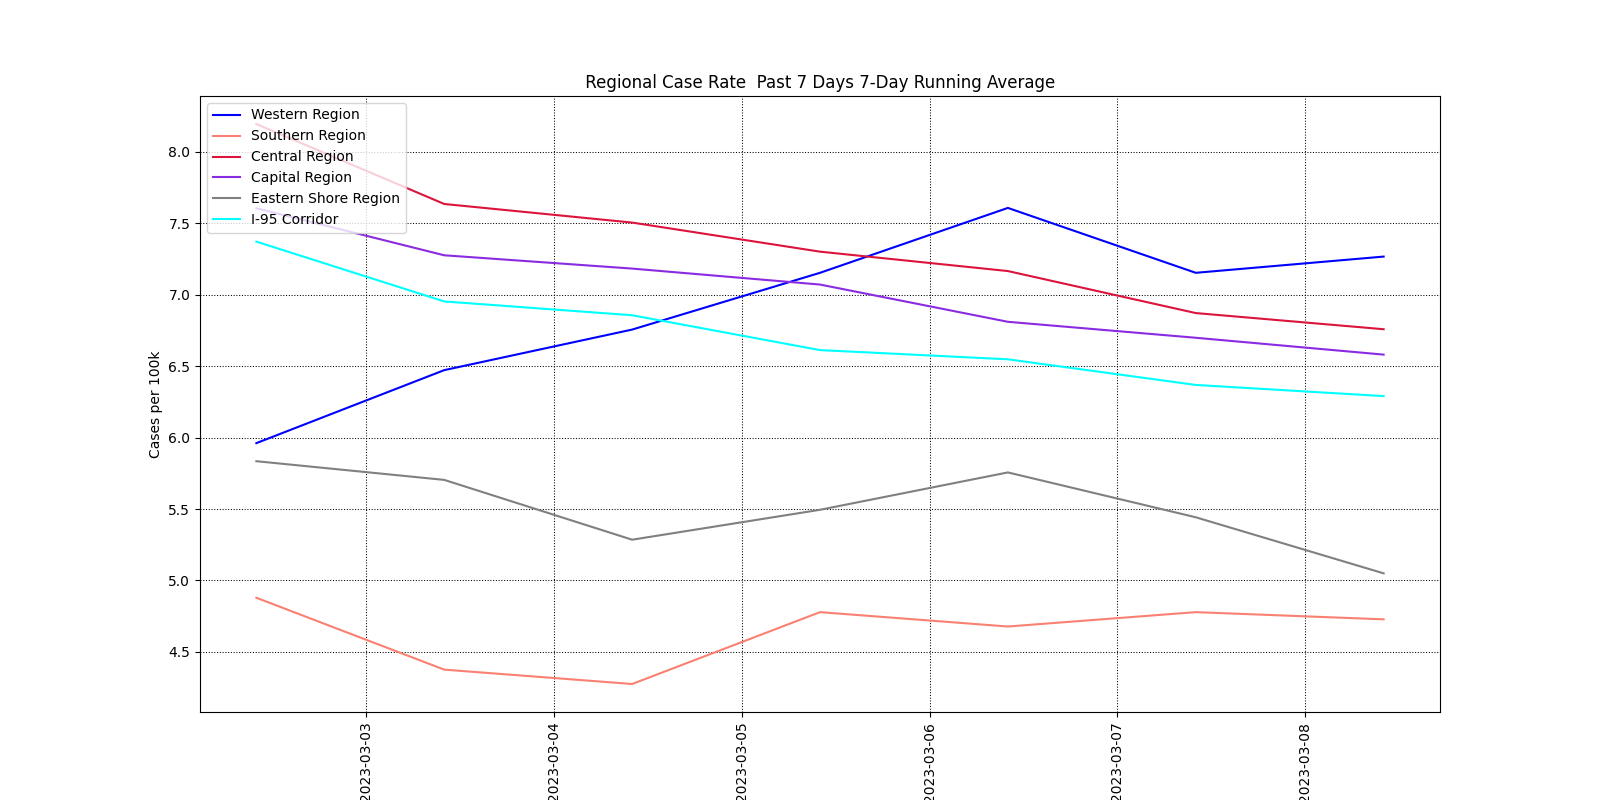 Regional Case Rate  Past 7 Days 7-Day Running Average
Western Region
Southern Region
Central Region
Capital Region
Eastern Shore Region
I-95 Corridor
Cases per 100k
8.0
7.5
7.0
6.5
6.0
5.5
5.0
4.5
2023-03-03
2023-03-04
2023-03-05
2023-03-06
2023-03-07
2023-03-08